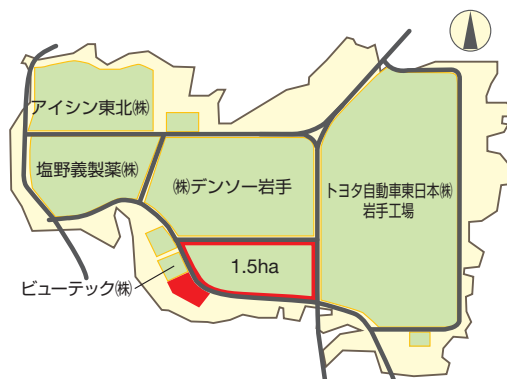 アイシン東北㈱
塩野義製薬㈱
㈱デンソー岩手
トヨタ自動車東日本㈱
岩手工場
1.5ha
ビューテック㈱